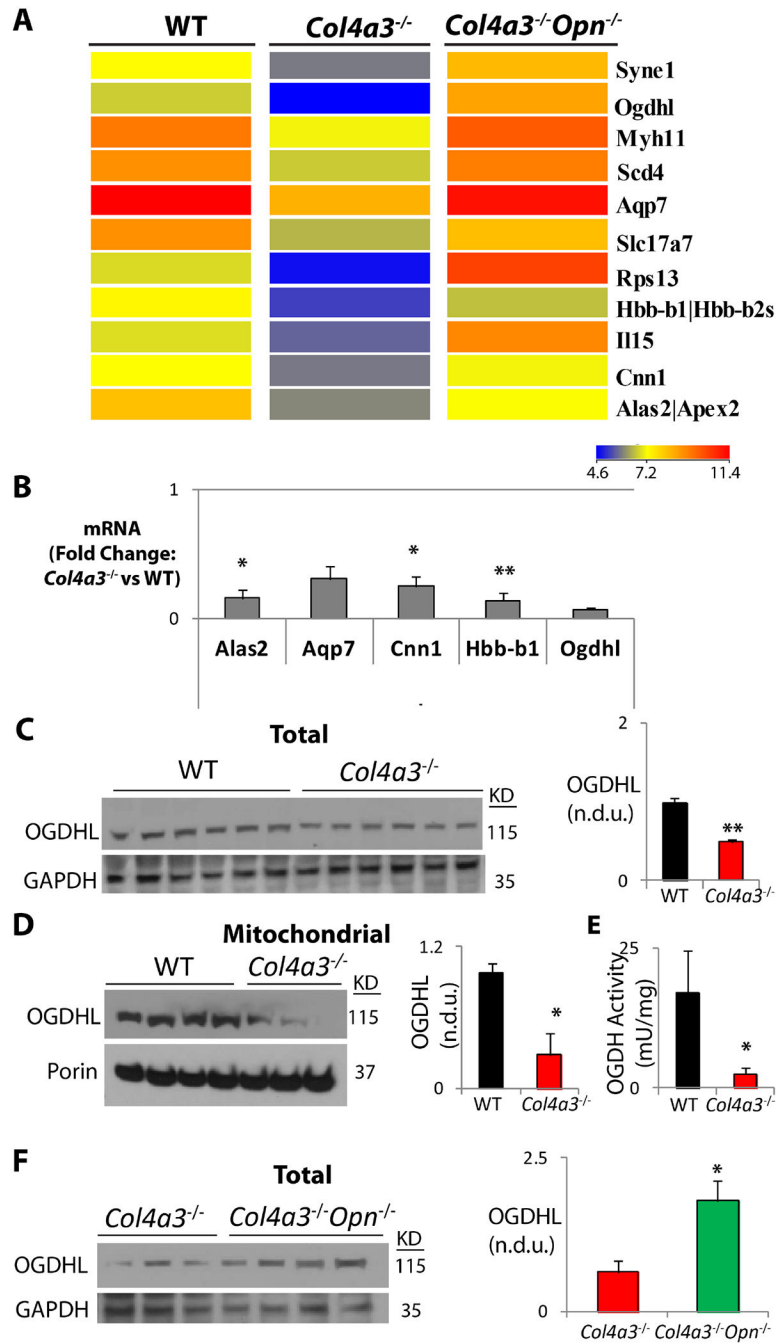 A
WT Col4a3-/- Col4a3-/-Opn-/-
Syne1
Ogdhl
Myh11
Scd4
Aqp7
Slc17a7
Rps13
Hbb-b1|Hbb-b2s
Il15
Cnn1
Alas2|Apex2
4.6 7.2 11.4
B
1
mRNA
(Fold Change:
Col4a3-/- vs WT)
* * **
0
Alas2 Aqp7 Cnn1 Hbb-b1 Ogdhl
C
Total
WT Col4a3-/-
KD
OGDHL 115
GAPDH 35
2
OGDHL
(n.d.u.)
**
0
WT Col4a3-/-
D
Mitochondrial
WT Col4a3-/-
KD
OGDHL 115
Porin 37
1.2
OGDHL
(n.d.u.)
*
0
WT Col4a3-/-
E
25
OGDH Activity
(mU/mg)
*
0
WT Col4a3-/-
F
Total
Col4a3-/- Col4a3-/-Opn-/-
KD
OGDHL 115
GAPDH 35
2.5
OGDHL
(n.d.u.)
*
0
Col4a3-/- Col4a3-/-Opn-/-